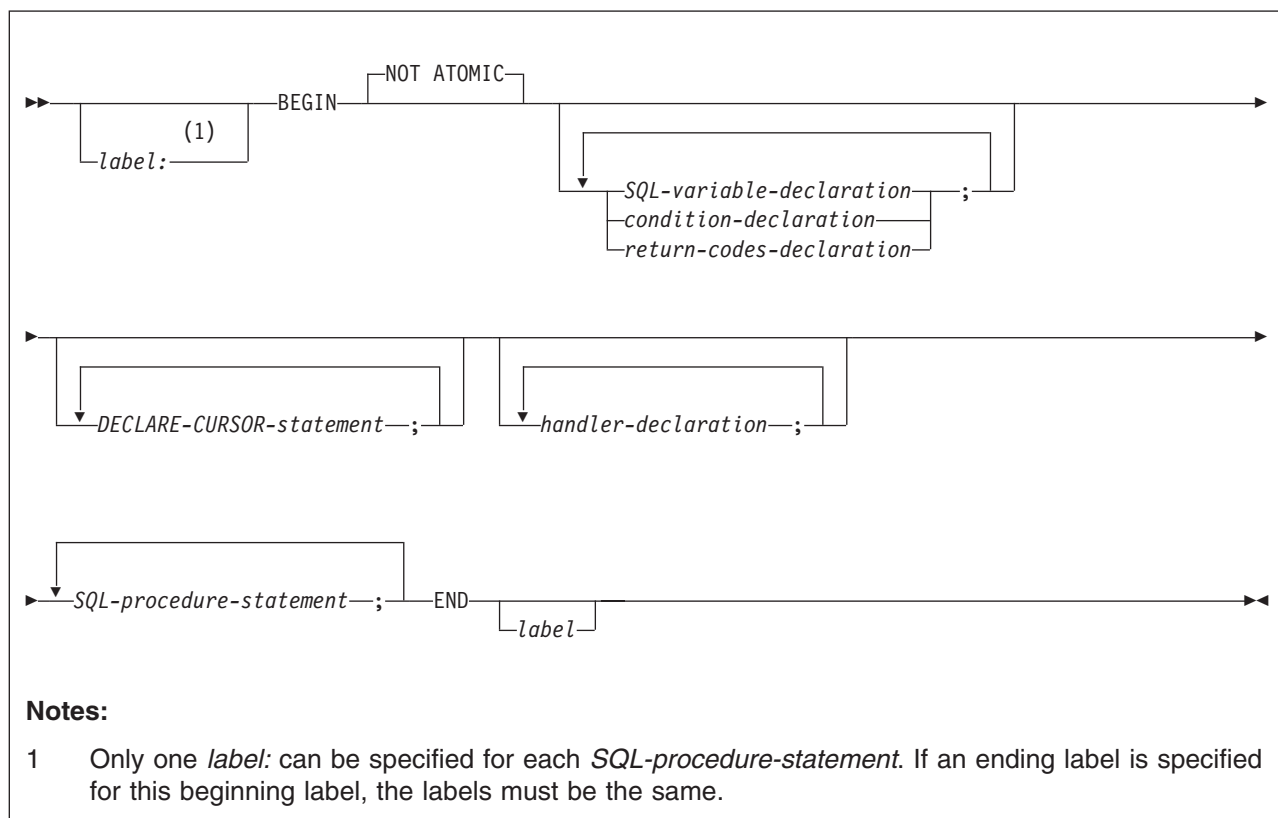 NOT ATOMIC
BEGIN
(1)
label:
SQL-variable-declaration ;
condition-declaration
return-codes-declaration
DECLARE-CURSOR-statement ;
handler-declaration ;
SQL-procedure-statement ; END
label
Notes:
1 Only one label: can be specified for each SQL-procedure-statement. If an ending label is specified
for this beginning label, the labels must be the same.